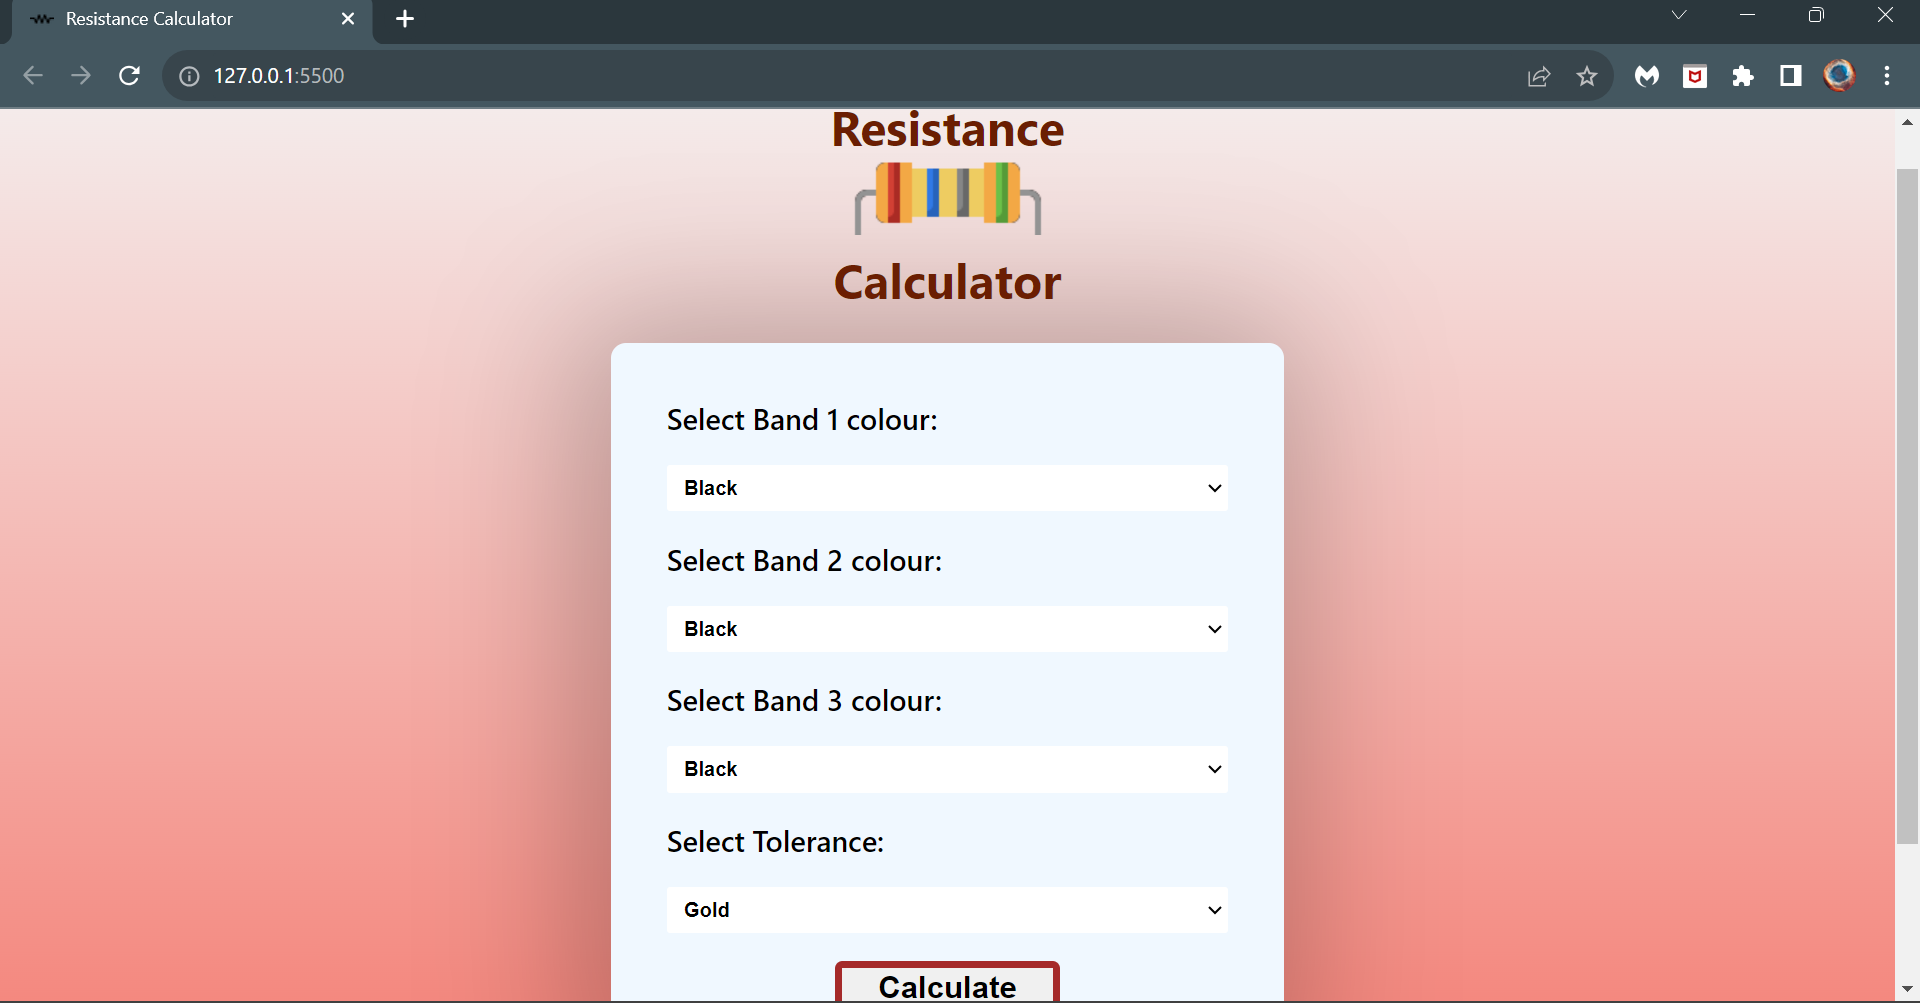 Resistance Calculator
127.0.0.1:5500
Resistance
Calculator
Select Band 1 colour:
Black
Select Band 2 colour:
Black
Select Band 3 colour:
Black
Select Tolerance:
Gold
Calculate